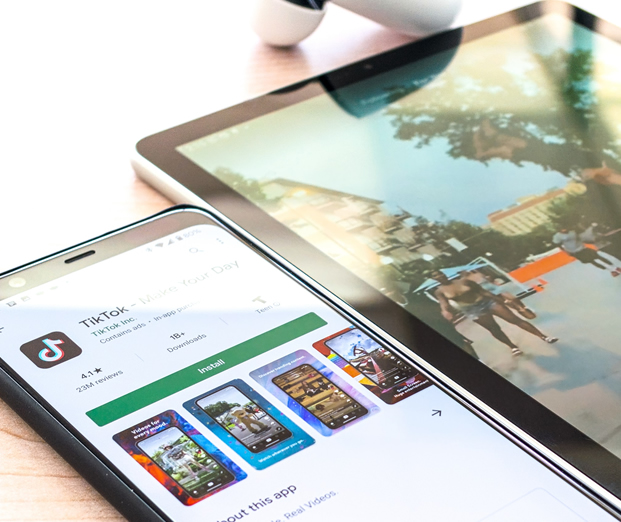 TikTok - Make Your Day
TikTok Inc.
Contains ads - In-app
4.1★
23M reviews
18+
Downloads
Teen
Install
Videos for
every mood.
about this app
Real Videos.